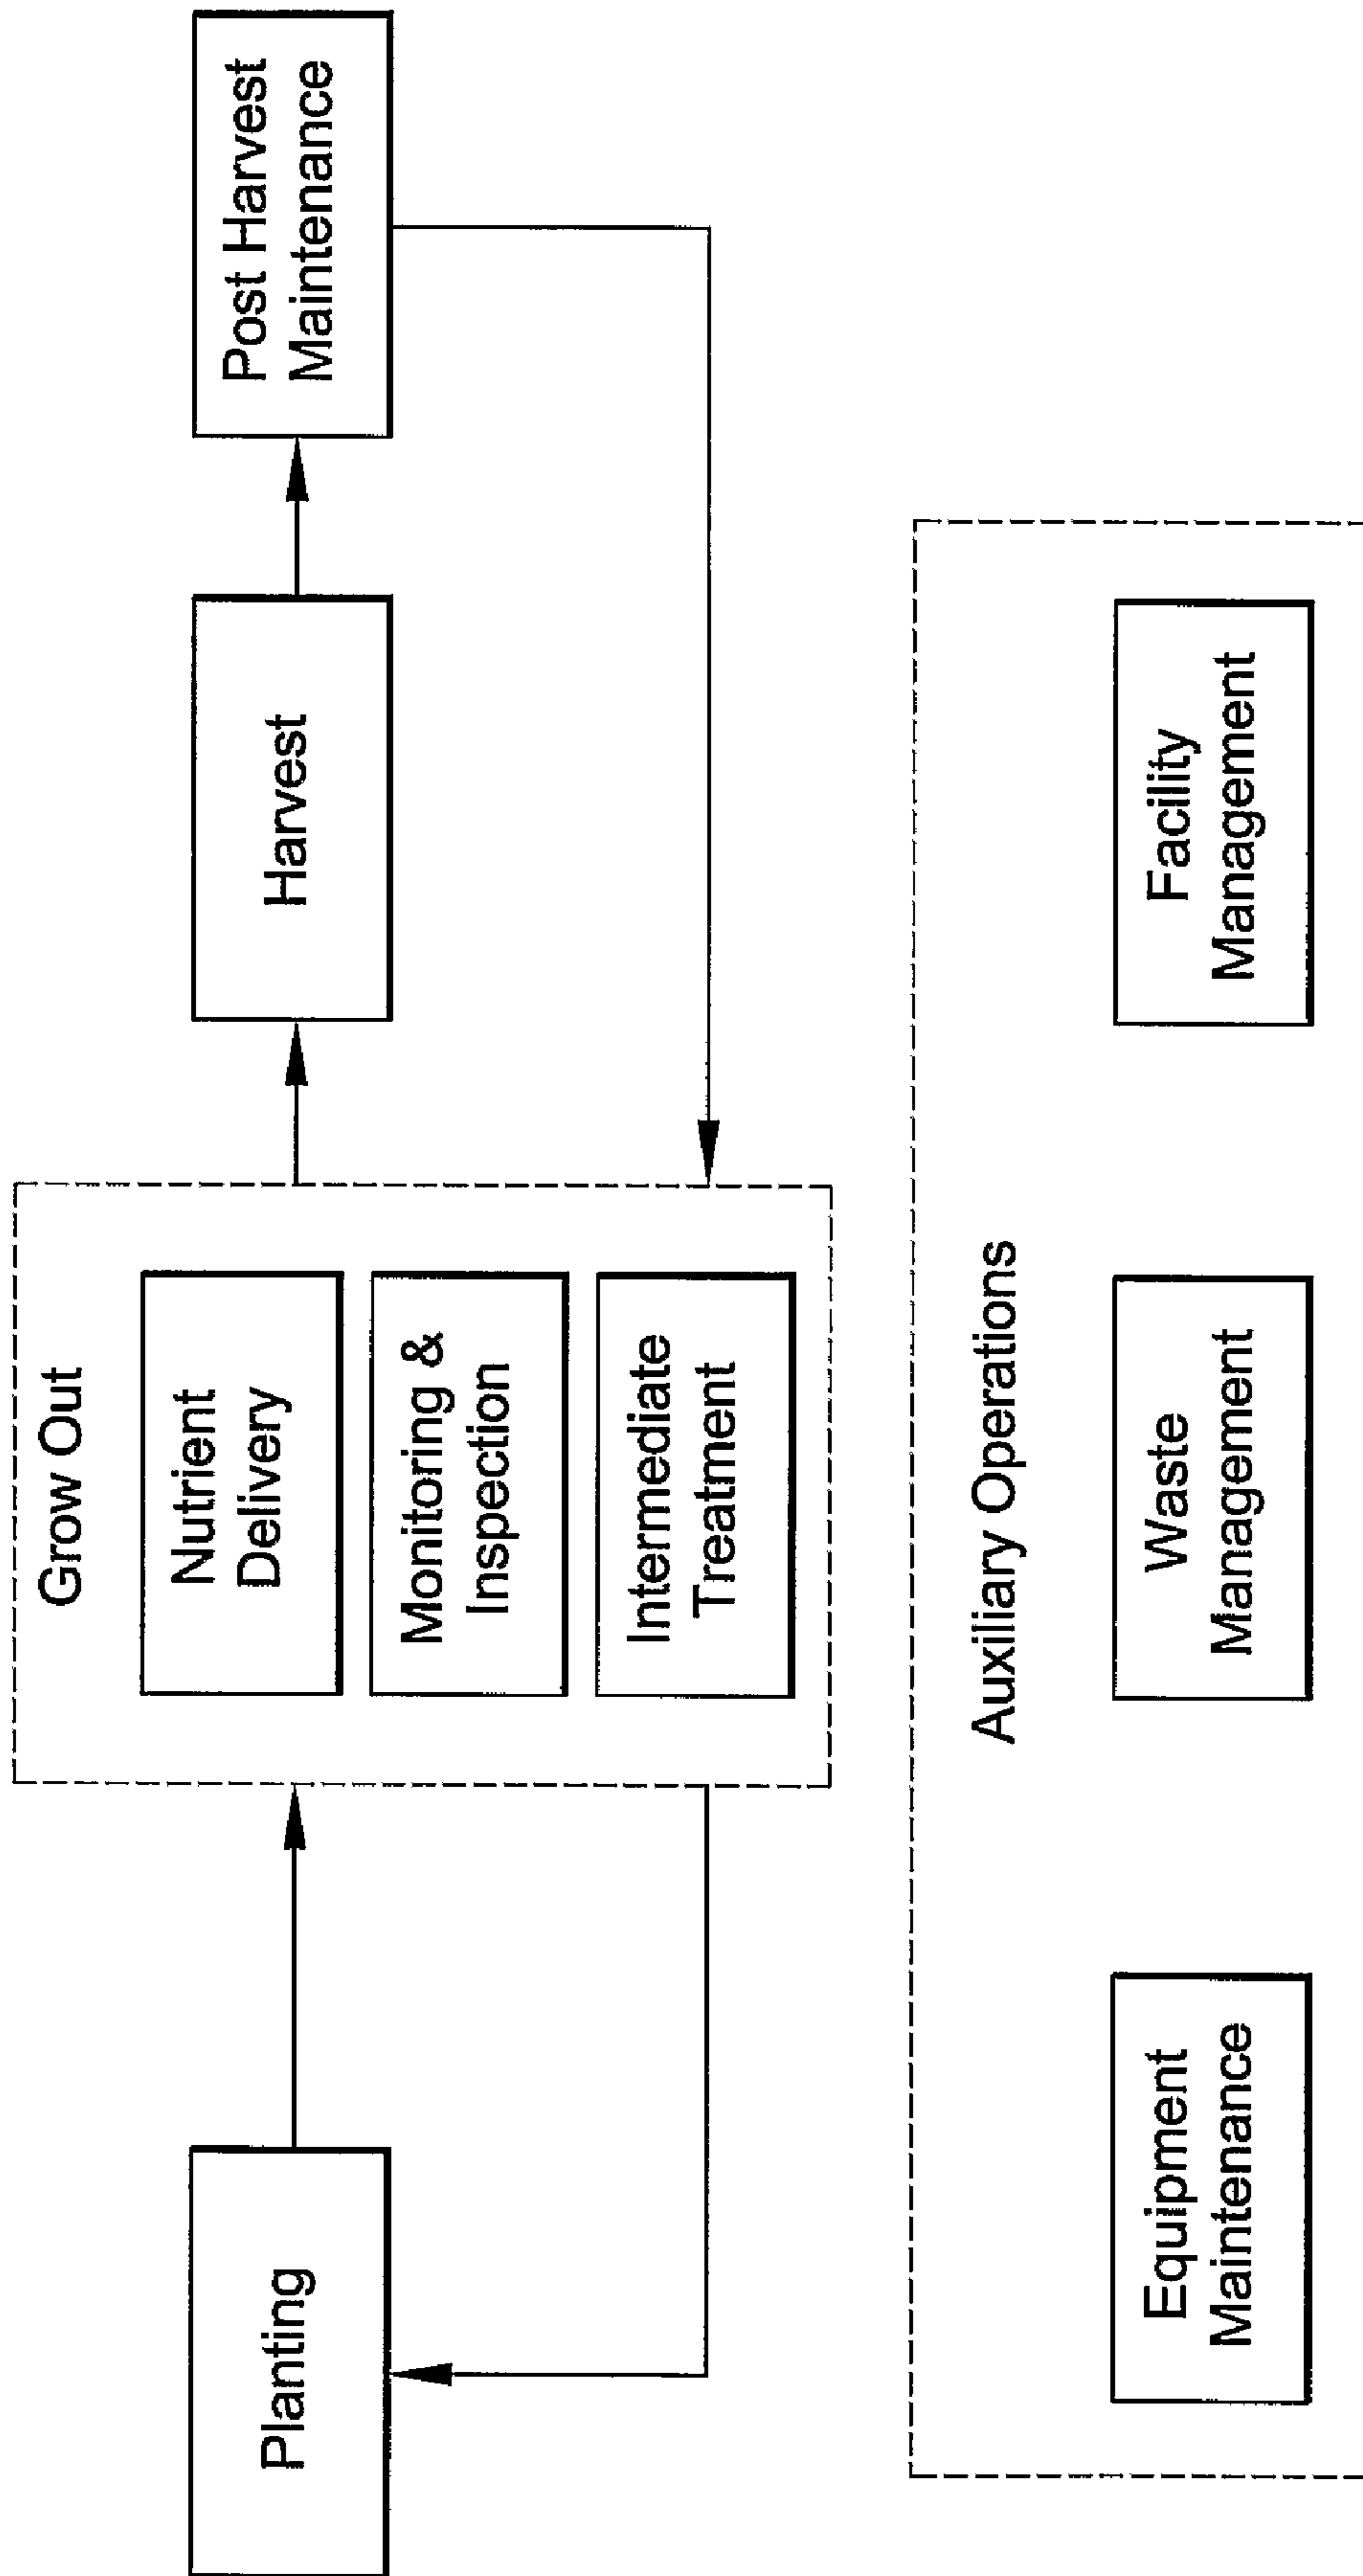 Planting
Grow Out
Nutrient
Delivery
Monitoring &
Inspection
Intermediate
Treatment
Harvest
Post Harvest
Maintenance
Auxiliary Operations
Equipment
Maintenance
Waste
Management
Facility
Management